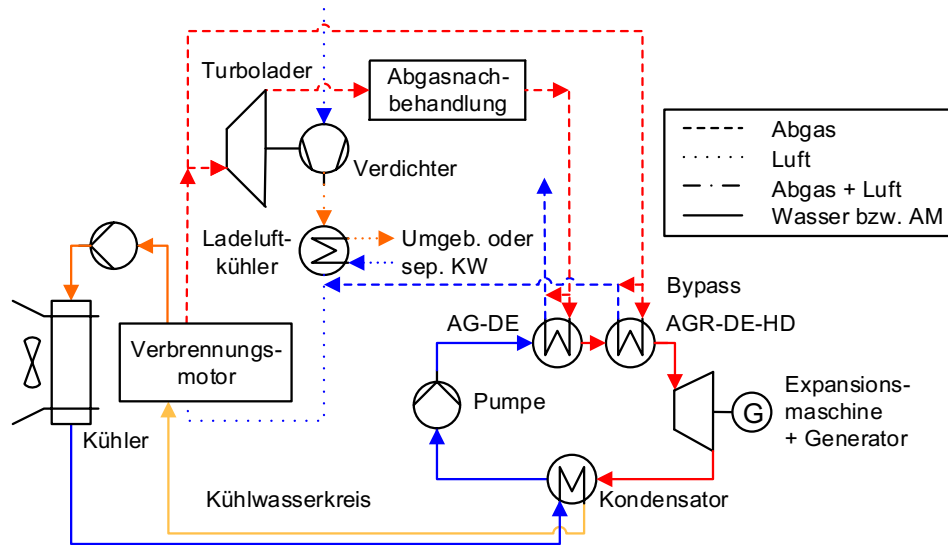 Turbolader
Abgasnach-
behandlung
Verdichter
Abgas
Luft
Abgas + Luft
Wasser bzw. AM
Ladeluft-
kühler
Umgeb. oder
sep. KW
Bypass
AG-DE
AGR-DE-HD
Verbrennungs-
motor
Pumpe
Expansions-
maschine
+ Generator
G
Kühler
Kühlwasserkreis
Kondensator